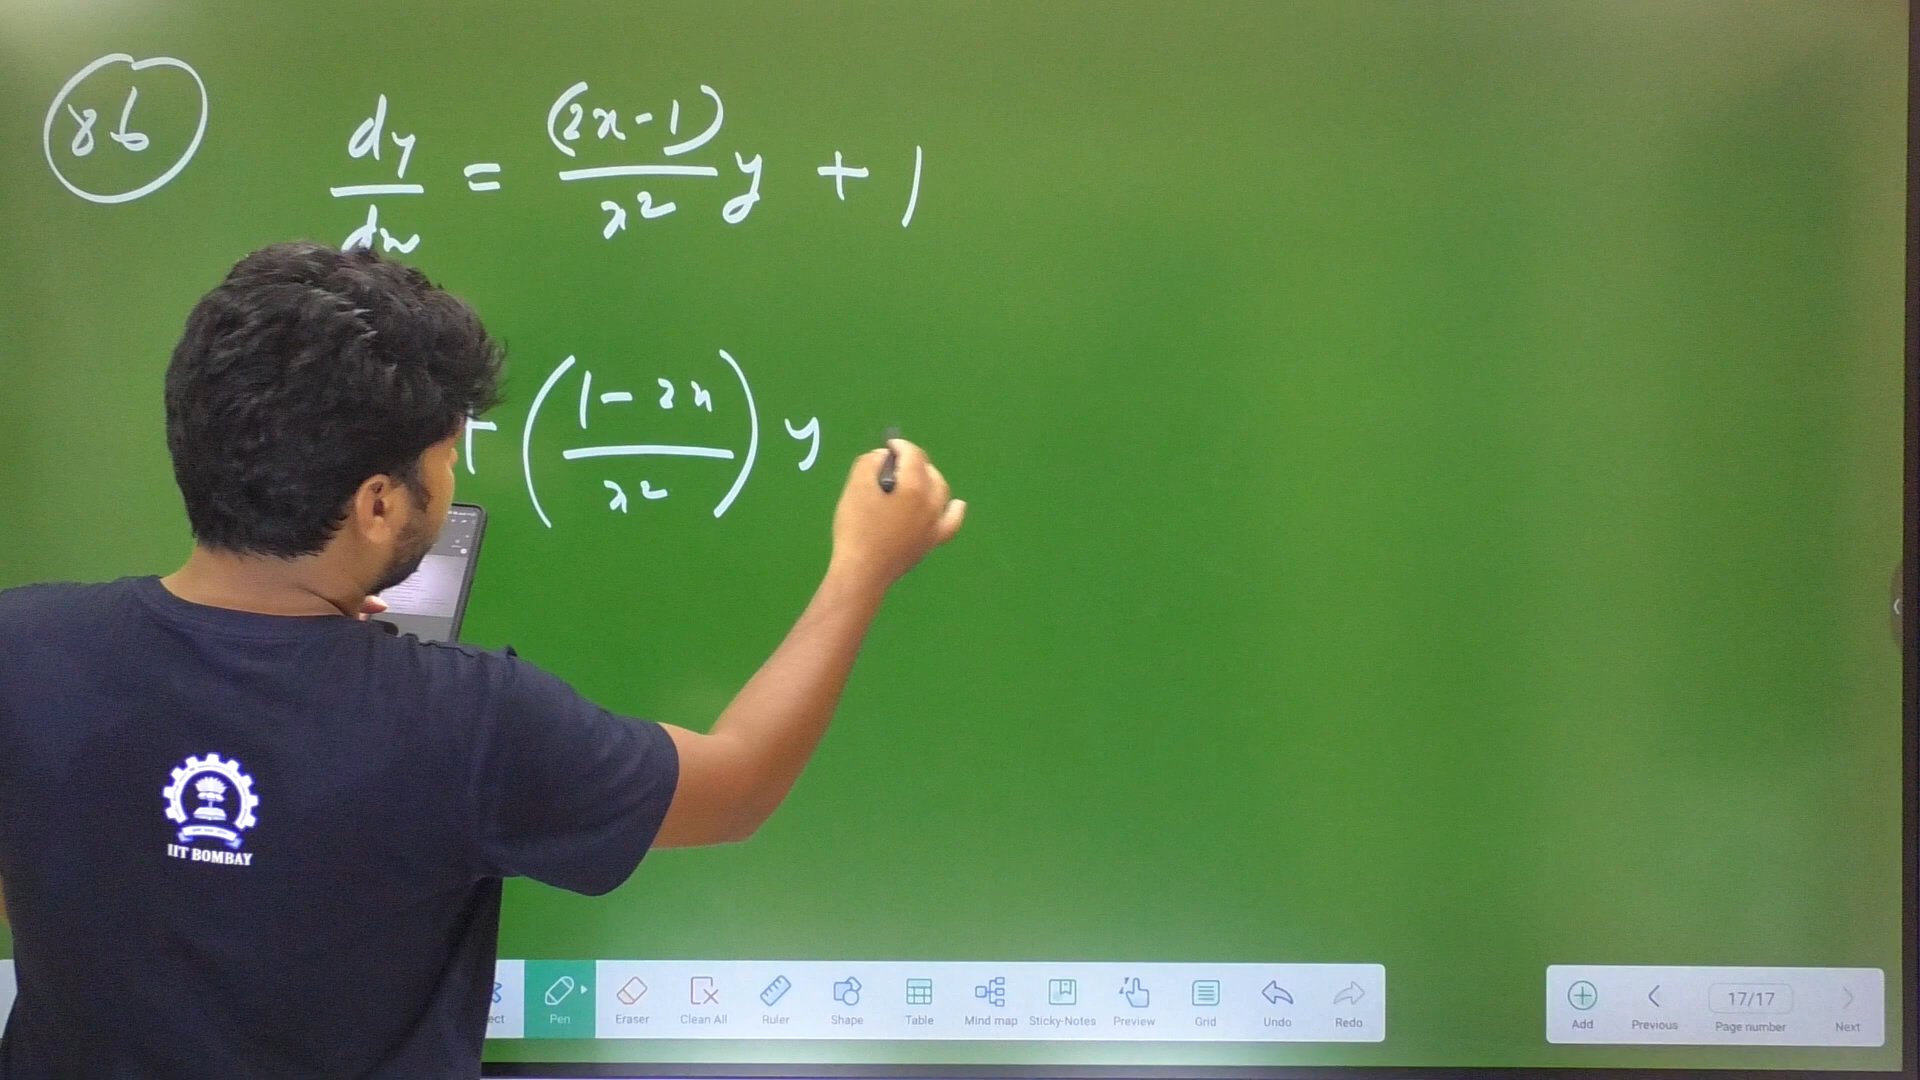 86
dy/dx = (2x-1)/x² y + 1
+ ((1-2x)/x²) y
IIT BOMBAY
ect Pen Eraser Clean All Ruler Shape Table Mind map Sticky-Notes Preview Grid Undo Redo
Add Previous 17/17 Page number Next